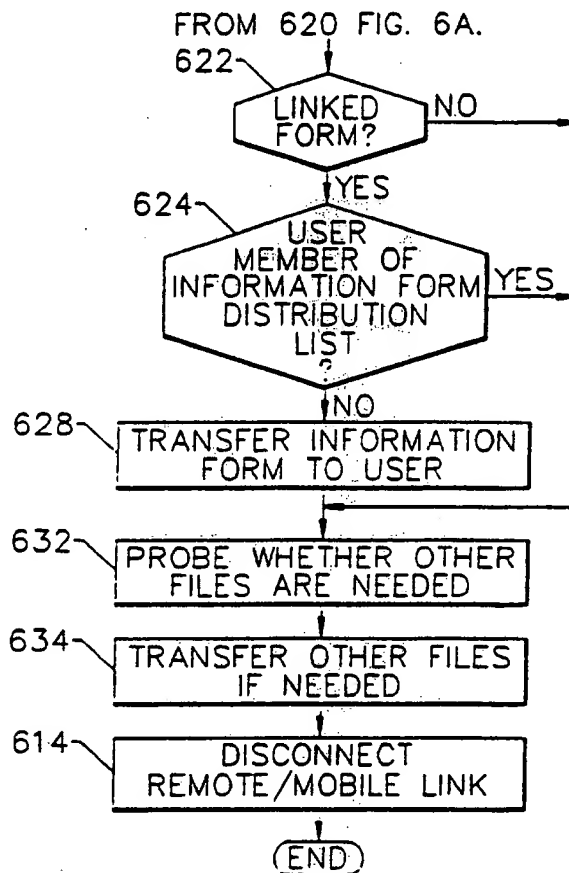 FROM 620 FIG. 6A.
622
LINKED
FORM?
NO
YES
624
USER
MEMBER OF
INFORMATION FORM
DISTRIBUTION
LIST
?
YES
NO
628
TRANSFER INFORMATION
FORM TO USER
632
PROBE WHETHER OTHER
FILES ARE NEEDED
634
TRANSFER OTHER FILES
IF NEEDED
614
DISCONNECT
REMOTE/MOBILE LINK
END